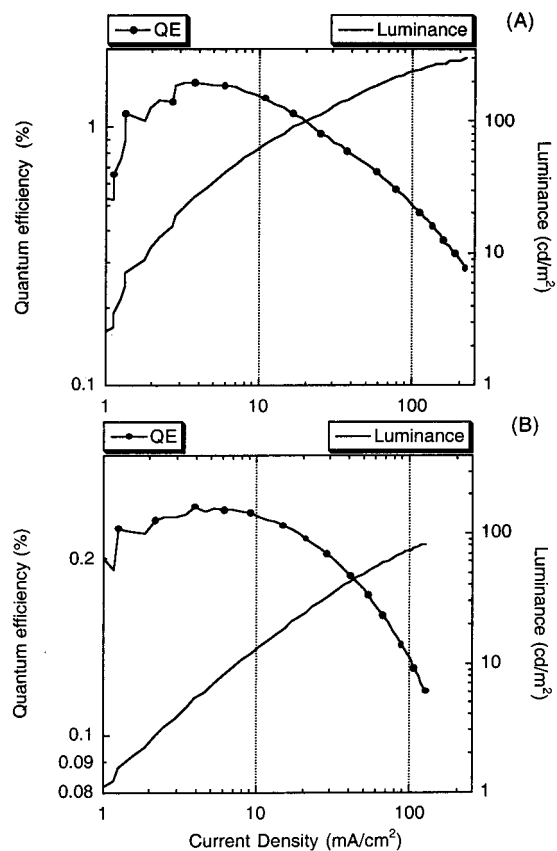 (A)
QE
Luminance
Quantum efficiency (%)
1
0.1
100
10
1
Luminance (cd/m²)
1
10
100
(B)
QE
Luminance
Quantum efficiency (%)
0.2
0.1
0.09
0.08
100
10
1
Luminance (cd/m²)
1
10
100
Current Density (mA/cm²)